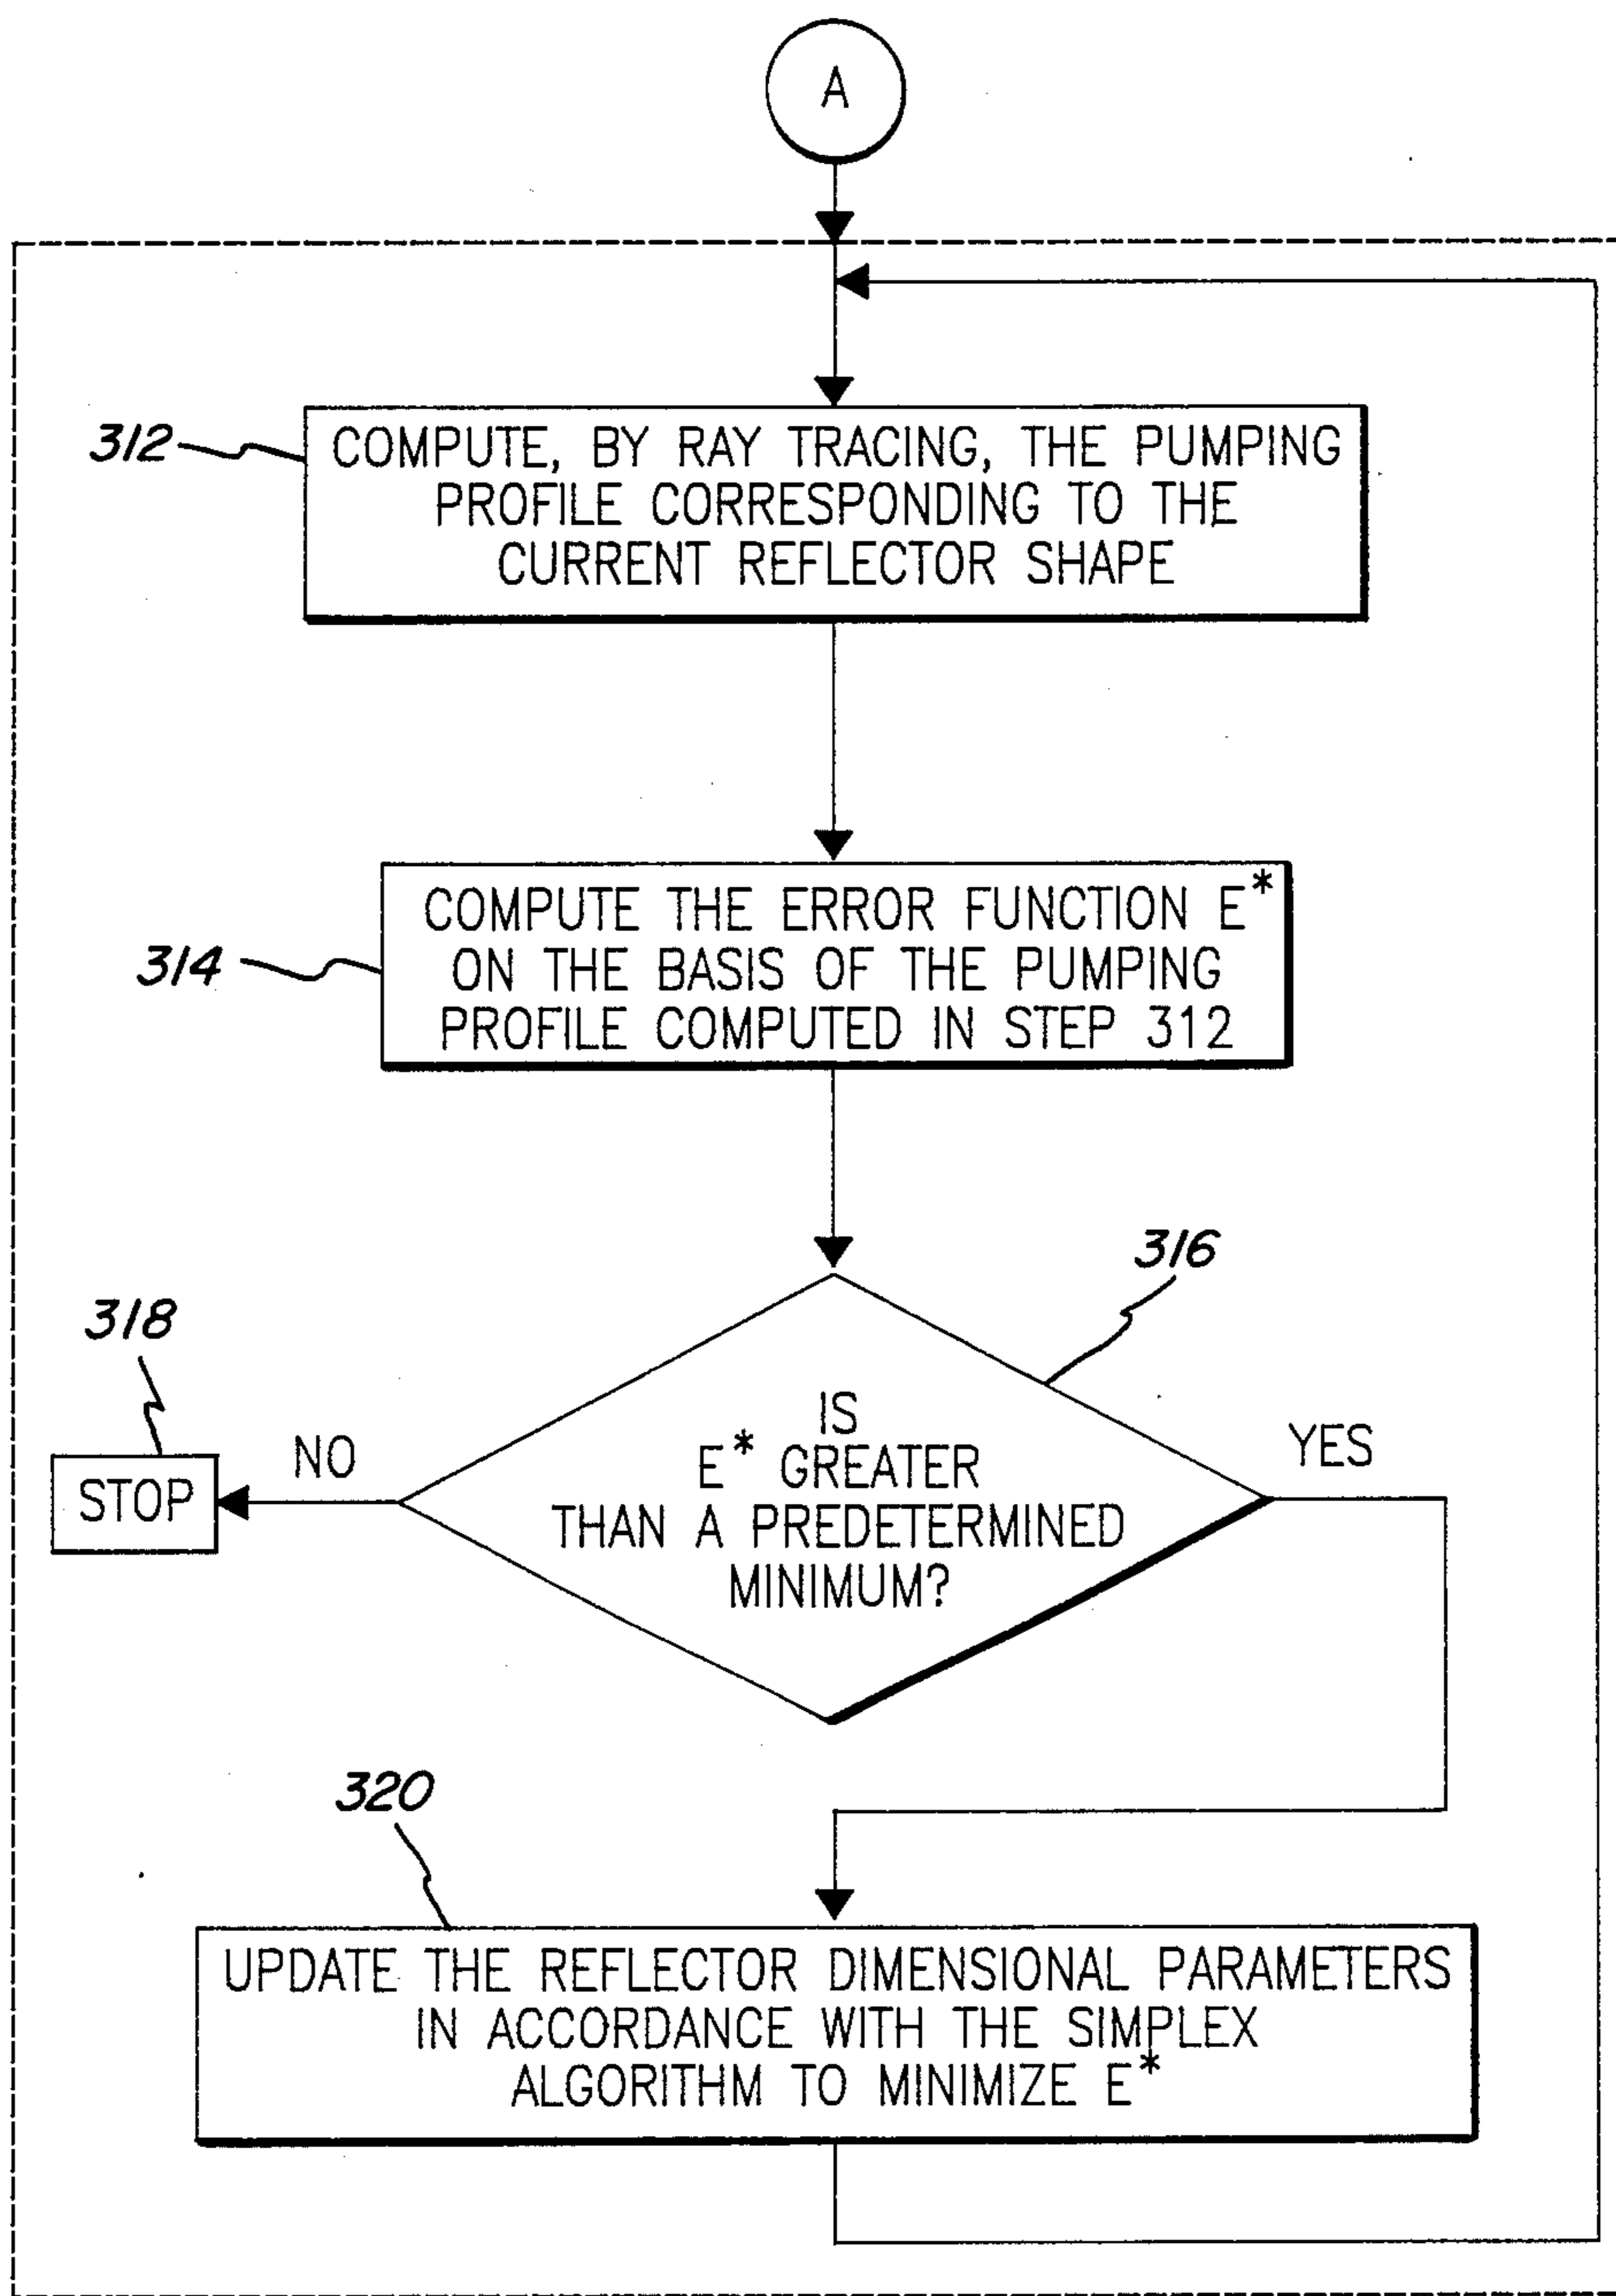 A
312
COMPUTE, BY RAY TRACING, THE PUMPING
PROFILE CORRESPONDING TO THE
CURRENT REFLECTOR SHAPE
314
COMPUTE THE ERROR FUNCTION E*
ON THE BASIS OF THE PUMPING
PROFILE COMPUTED IN STEP 312
316
318
IS
E* GREATER
THAN A PREDETERMINED
MINIMUM?
NO
YES
STOP
320
UPDATE THE REFLECTOR DIMENSIONAL PARAMETERS
IN ACCORDANCE WITH THE SIMPLEX
ALGORITHM TO MINIMIZE E*